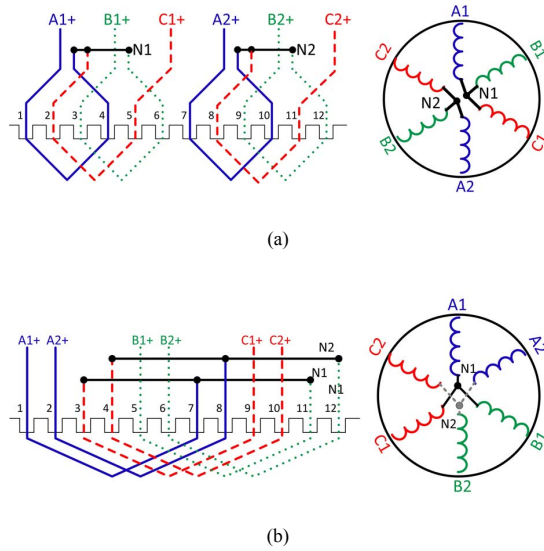 A1+ B1+ C1+ A2+ B2+ C2+
N1 N2
1 2 3 4 5 6 7 8 9 10 11 12
C2 A1 B1
N2 N1
B2 A2 C1
(a)
A1+ A2+ B1+ B2+ C1+ C2+
N2
N1
N1
1 2 3 4 5 6 7 8 9 10 11 12
A1
C2 A2
N1
N2
C1 B1
B2
(b)